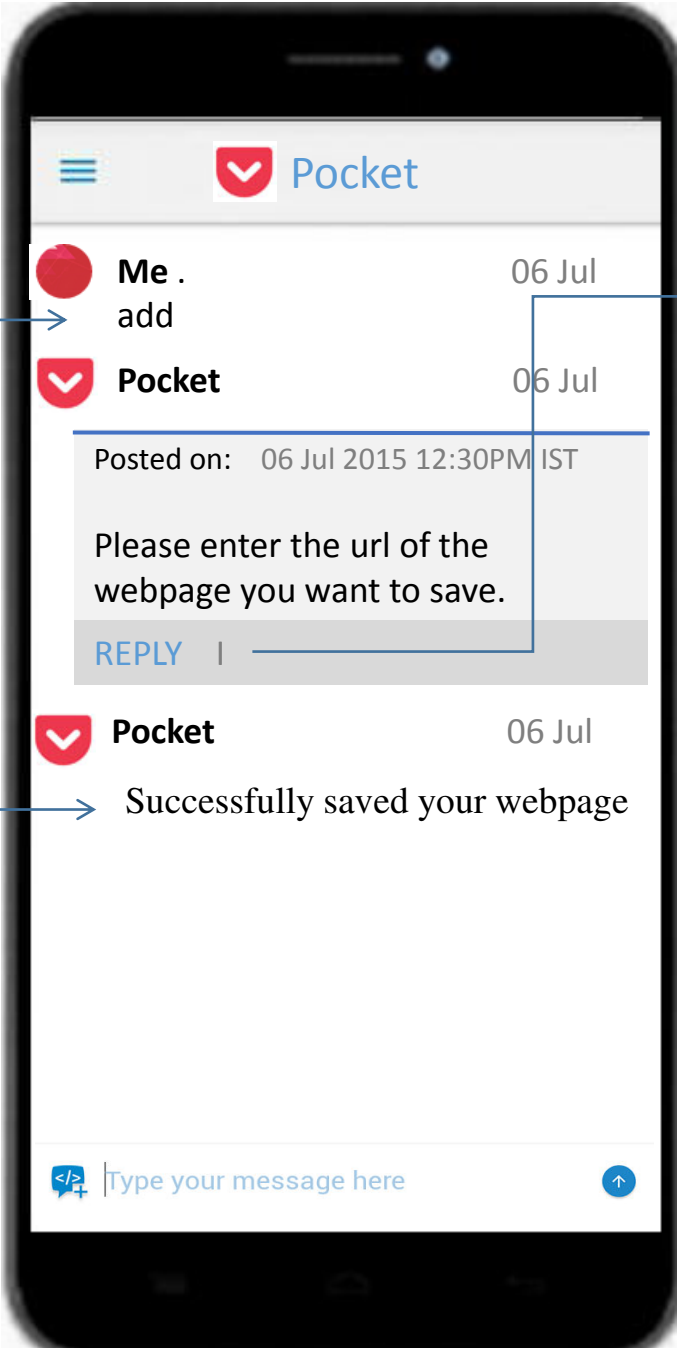 Pocket
Me . 06 Jul
add
Pocket 06 Jul
Posted on: 06 Jul 2015 12:30PM IST
Please enter the url of the
webpage you want to save.
REPLY |
Pocket 06 Jul
Successfully saved your webpage
</>+ Type your message here